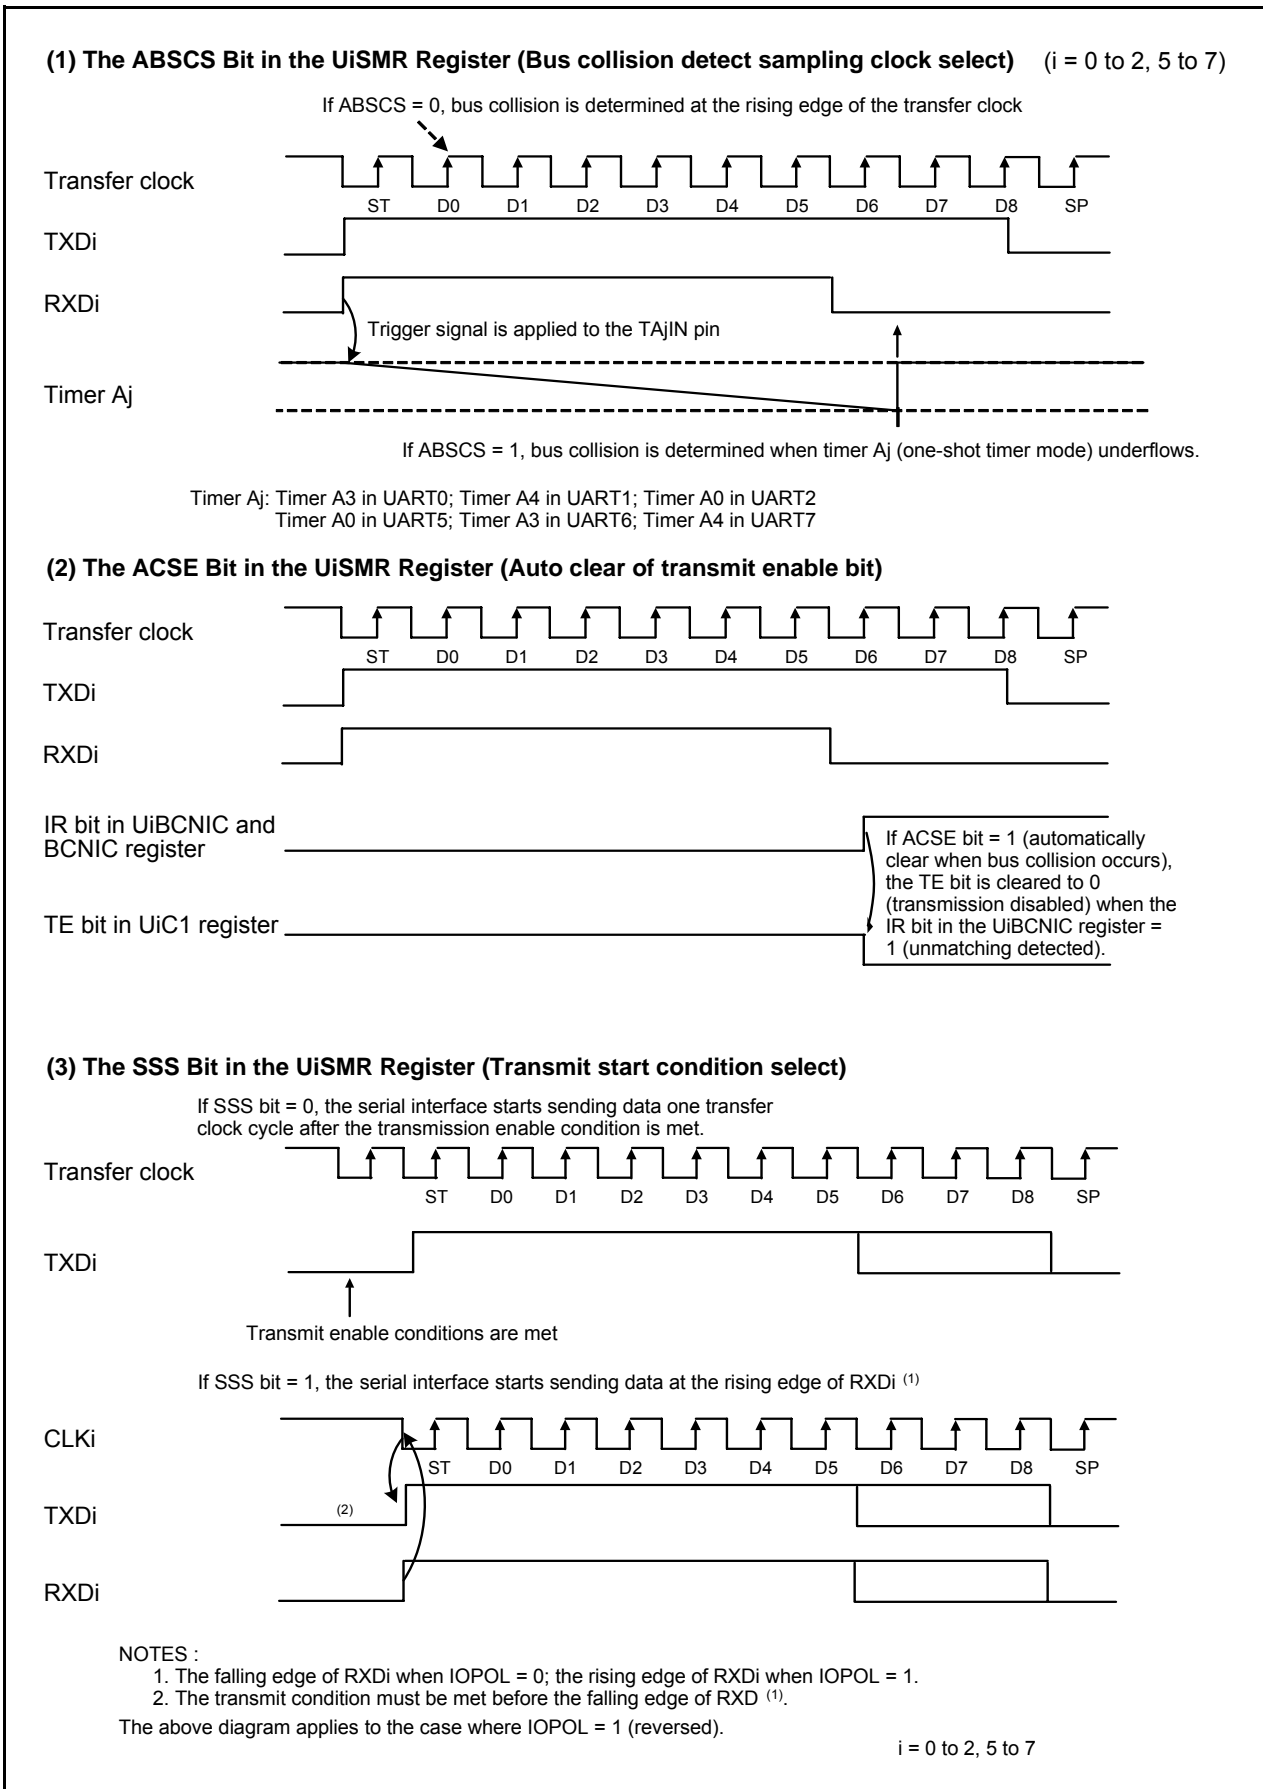 (1) The ABSCS Bit in the UiSMR Register (Bus collision detect sampling clock select) (i = 0 to 2, 5 to 7)
If ABSCS = 0, bus collision is determined at the rising edge of the transfer clock
Transfer clock
ST D0 D1 D2 D3 D4 D5 D6 D7 D8 SP
TXDi
RXDi
Trigger signal is applied to the TAjIN pin
Timer Aj
If ABSCS = 1, bus collision is determined when timer Aj (one-shot timer mode) underflows.
Timer Aj: Timer A3 in UART0; Timer A4 in UART1; Timer A0 in UART2
Timer A0 in UART5; Timer A3 in UART6; Timer A4 in UART7
(2) The ACSE Bit in the UiSMR Register (Auto clear of transmit enable bit)
Transfer clock
ST D0 D1 D2 D3 D4 D5 D6 D7 D8 SP
TXDi
RXDi
IR bit in UiBCNIC and
BCNIC register
If ACSE bit = 1 (automatically
clear when bus collision occurs),
the TE bit is cleared to 0
(transmission disabled) when the
IR bit in the UiBCNIC register =
1 (unmatching detected).
TE bit in UiC1 register
(3) The SSS Bit in the UiSMR Register (Transmit start condition select)
If SSS bit = 0, the serial interface starts sending data one transfer
clock cycle after the transmission enable condition is met.
Transfer clock
ST D0 D1 D2 D3 D4 D5 D6 D7 D8 SP
TXDi
Transmit enable conditions are met
If SSS bit = 1, the serial interface starts sending data at the rising edge of RXDi (1)
CLKi
ST D0 D1 D2 D3 D4 D5 D6 D7 D8 SP
TXDi
(2)
RXDi
NOTES :
1. The falling edge of RXDi when IOPOL = 0; the rising edge of RXDi when IOPOL = 1.
2. The transmit condition must be met before the falling edge of RXD (1).
The above diagram applies to the case where IOPOL = 1 (reversed).
i = 0 to 2, 5 to 7